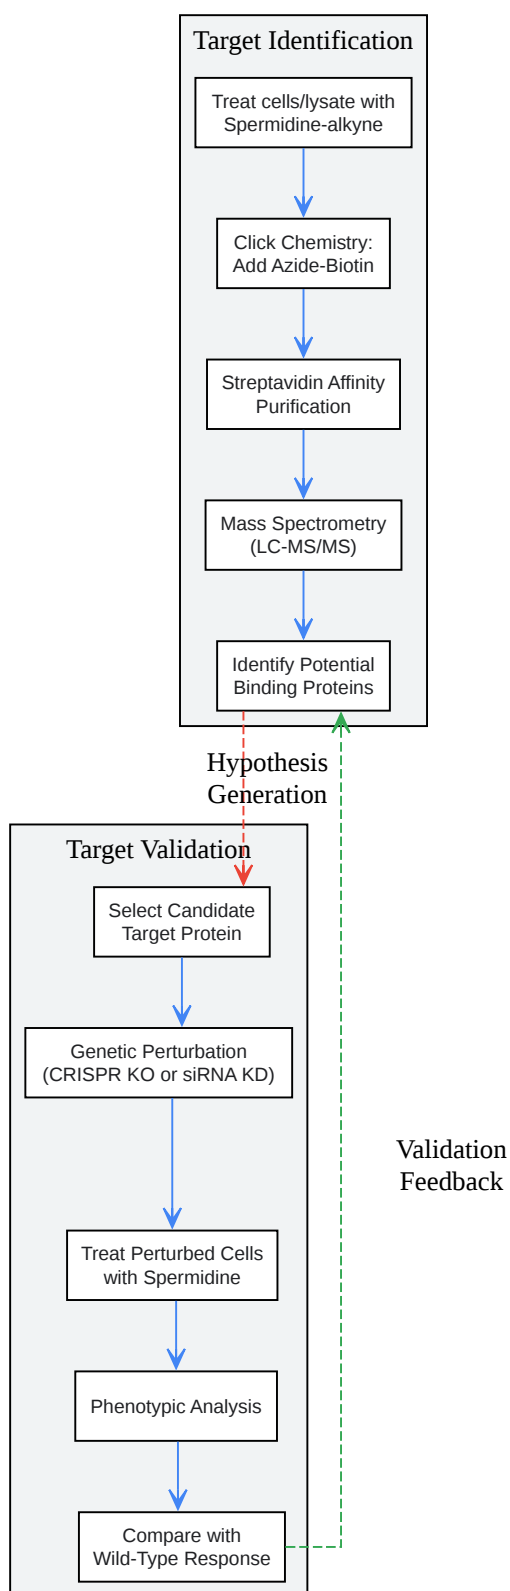 Target Identification
Treat cells/lysate with
Spermidine-alkyne
Click Chemistry:
Add Azide-Biotin
Streptavidin Affinity
Purification
Mass Spectrometry
(LC-MS/MS)
Identify Potential
Binding Proteins
Hypothesis
Generation
Target Validation
Select Candidate
Target Protein
Genetic Perturbation
(CRISPR KO or siRNA KD)
Validation
Feedback
Treat Perturbed Cells
with Spermidine
Phenotypic Analysis
Compare with
Wild-Type Response